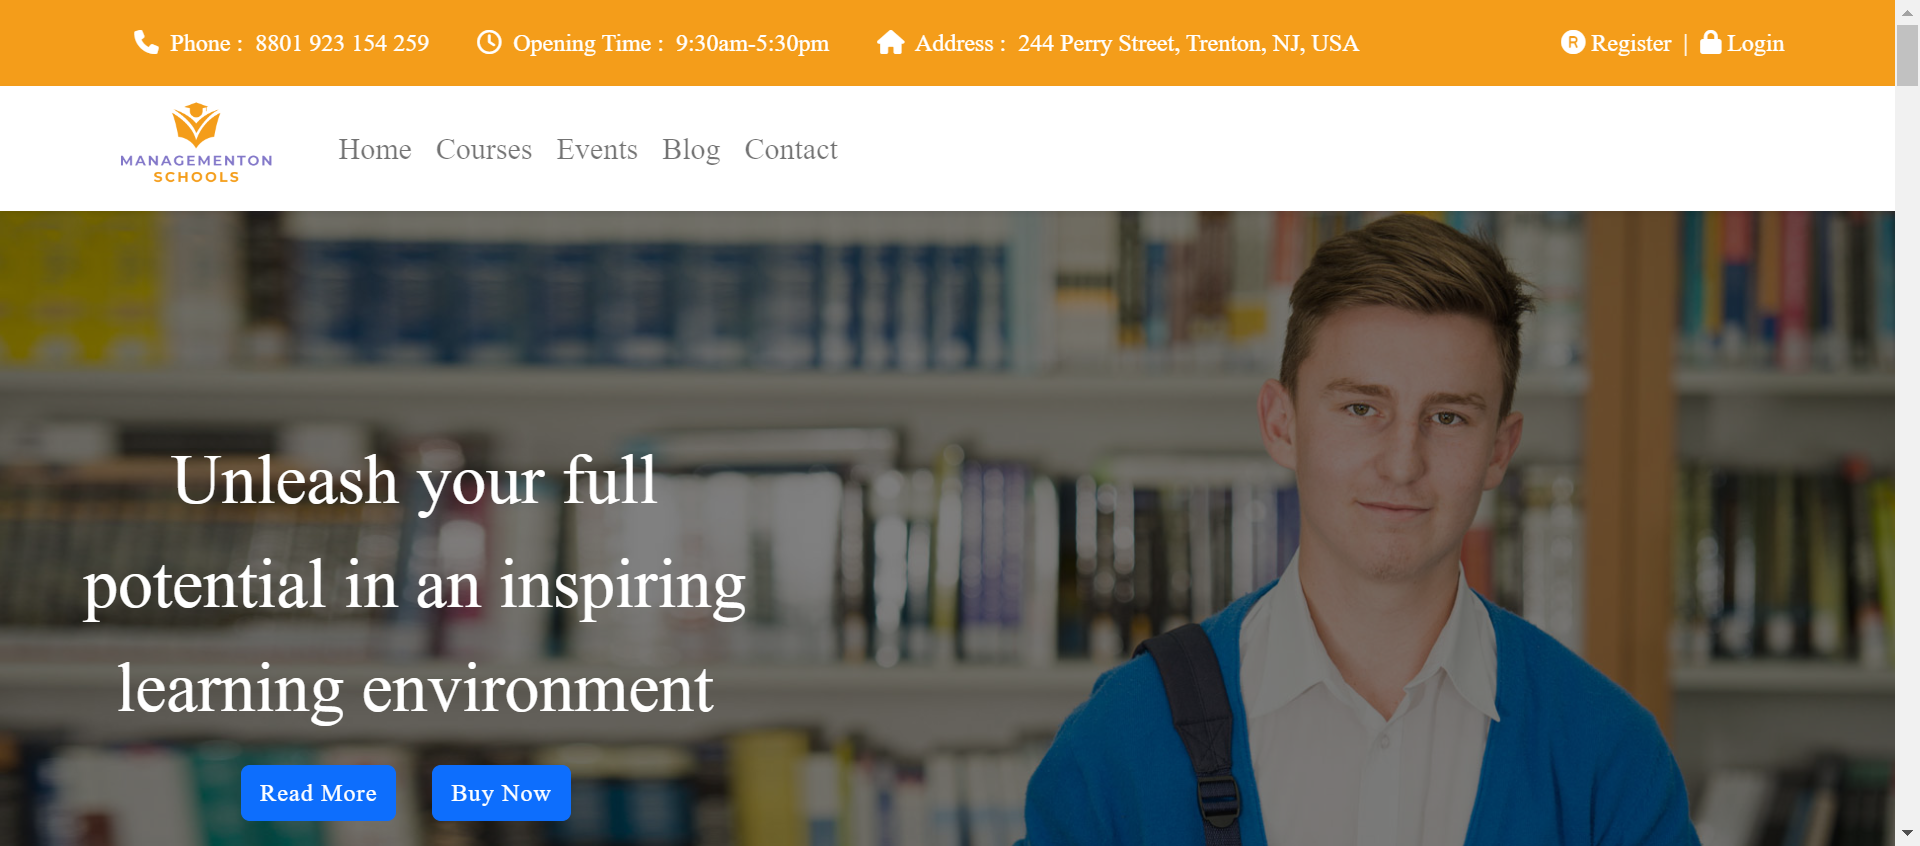 Phone : 8801 923 154 259 Opening Time : 9:30am-5:30pm Address : 244 Perry Street, Trenton, NJ, USA R Register | Login
MANAGEMENTON
SCHOOLS
Home Courses Events Blog Contact
Unleash your full
potential in an inspiring
learning environment
Read More Buy Now